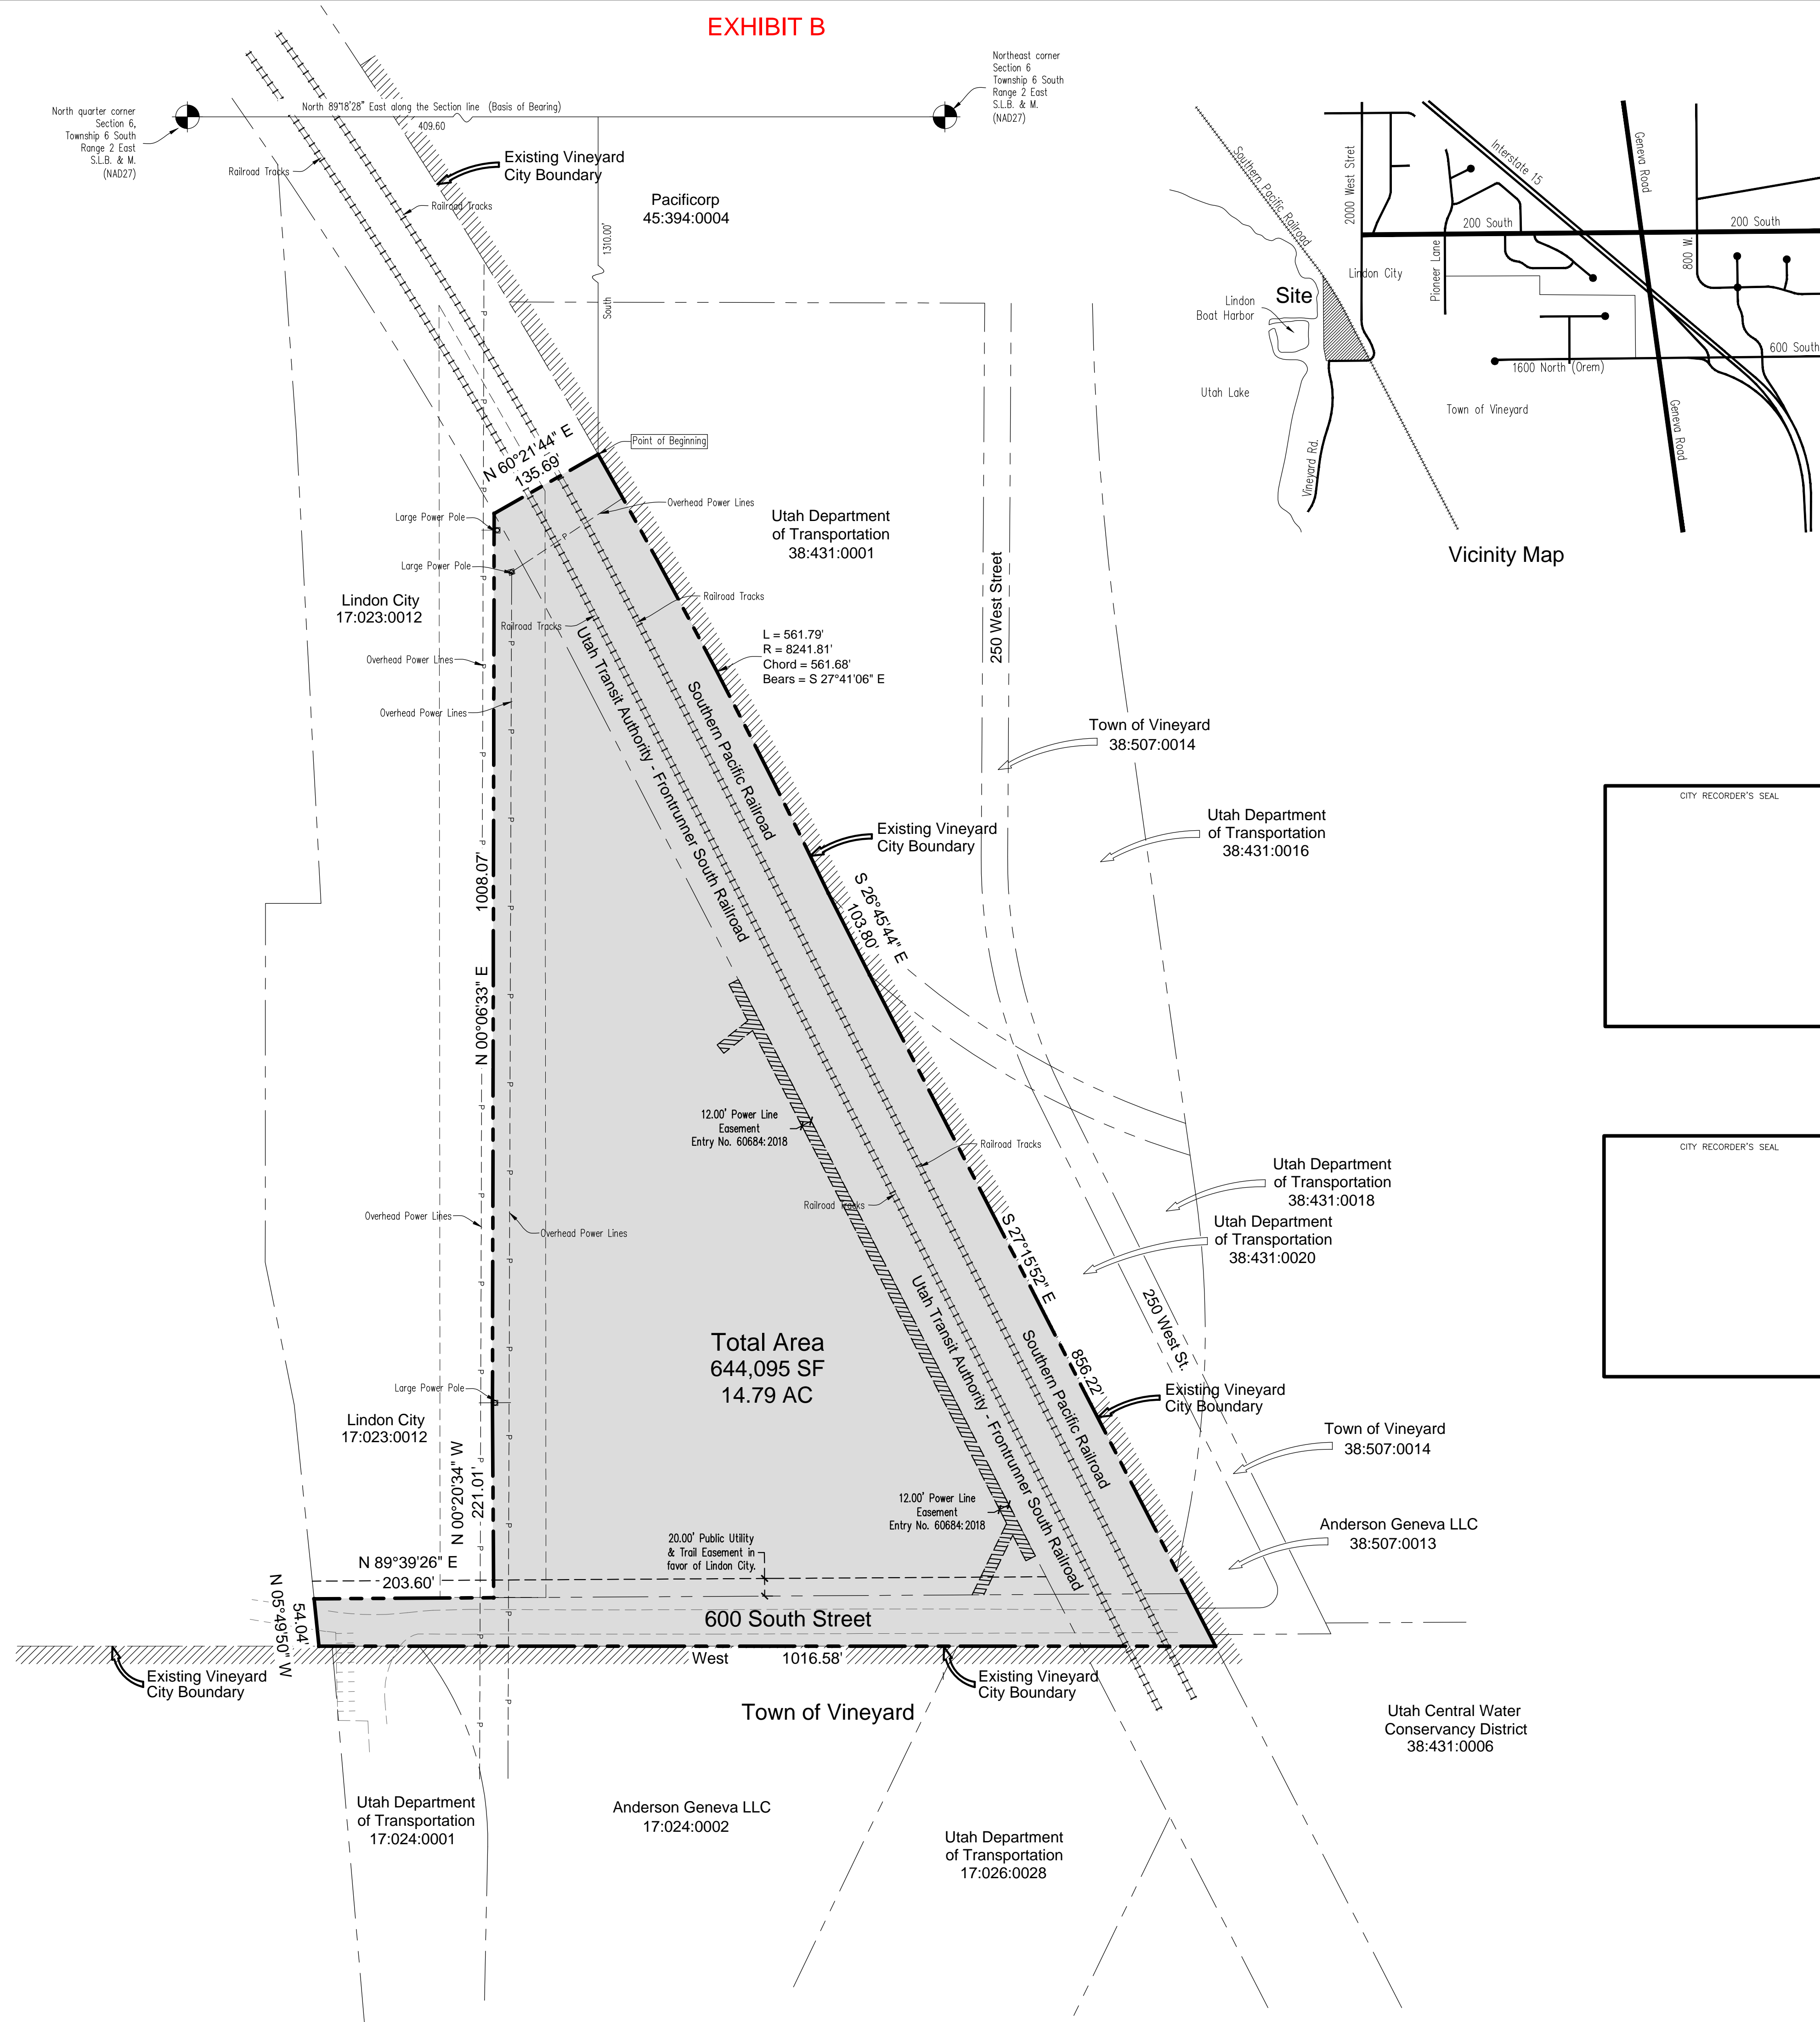 EXHIBIT B
North quarter corner
Section 6,
Township 6 South
Range 2 East
S.L.B. & M.
(NAD27)
North 89°18'28" East along the Section line   (Basis of Bearing)
409.60
Northeast corner
Section 6
Township 6 South
Range 2 East
S.L.B. & M.
(NAD27)
Railroad Tracks
Existing Vineyard
City Boundary
Railroad Tracks
Pacificorp
45:394:0004
1310.00'
South
Southern Pacific Railroad
2000 West Stret
Interstate 15
Geneva Road
Pioneer Lane
200 South
800 W.
200 South
Lindon City
Site
Lindon
Boat Harbor
600 South
1600 North (Orem)
Utah Lake
Town of Vineyard
Geneva Road
Vineyard Rd.
Vicinity Map
Point of Beginning
N 60°21'44" E
135.69'
Overhead Power Lines
Large Power Pole
Large Power Pole
P
Utah Department
of Transportation
38:431:0001
250 West Street
Lindon City
17:023:0012
Railroad Tracks
Railroad Tracks
L = 561.79'
R = 8241.81'
Chord = 561.68'
Bears = S 27°41'06" E
Overhead Power Lines
Overhead Power Lines
Utah Transit Authority - Frontrunner South Railroad
Southern Pacific Railroad
Town of Vineyard
38:507:0014
Utah Department
of Transportation
38:431:0016
CITY RECORDER'S SEAL
Existing Vineyard
City Boundary
1008.07'
N 00°06'33" E
S 26°45'44" E
103.80'
12.00' Power Line
Easement
Entry No. 60684:2018
Railroad Tracks
Railroad Tracks
CITY RECORDER'S SEAL
Utah Department
of Transportation
38:431:0018
Utah Department
of Transportation
38:431:0020
Overhead Power Lines
Overhead Power Lines
S 27°15'52" E
856.22'
250 West St.
Total Area
644,095 SF
14.79 AC
Utah Transit Authority - Frontrunner South Railroad
Southern Pacific Railroad
Existing Vineyard
City Boundary
Large Power Pole
Lindon City
17:023:0012
N 00°20'34" W
221.01'
Town of Vineyard
38:507:0014
12.00' Power Line
Easement
Entry No. 60684:2018
Anderson Geneva LLC
38:507:0013
20.00' Public Utility
& Trail Easement in
favor of Lindon City.
N 89°39'26" E
203.60'
54.04'
N 05°49'50" W
600 South Street
West 1016.58'
Existing Vineyard
City Boundary
Existing Vineyard
City Boundary
Town of Vineyard
Utah Central Water
Conservancy District
38:431:0006
Utah Department
of Transportation
17:024:0001
Anderson Geneva LLC
17:024:0002
Utah Department
of Transportation
17:026:0028